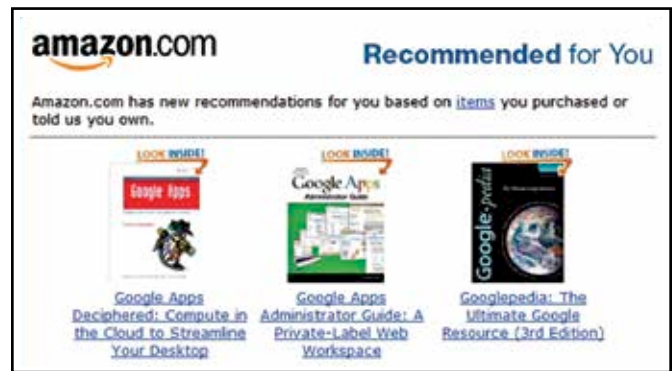 amazon.com
Recommended for You
Amazon.com has new recommendations for you based on items you purchased or
told us you own.
LOOK INSIDE!
LOOK INSIDE!
LOOK INSIDE!
Google Apps
Google Apps
Administrator Guide
Google-pedia
Google Apps
Deciphered: Compute in
the Cloud to Streamline
Your Desktop
Google Apps
Administrator Guide: A
Private-Label Web
Workspace
Googlepedia: The
Ultimate Google
Resource (3rd Edition)